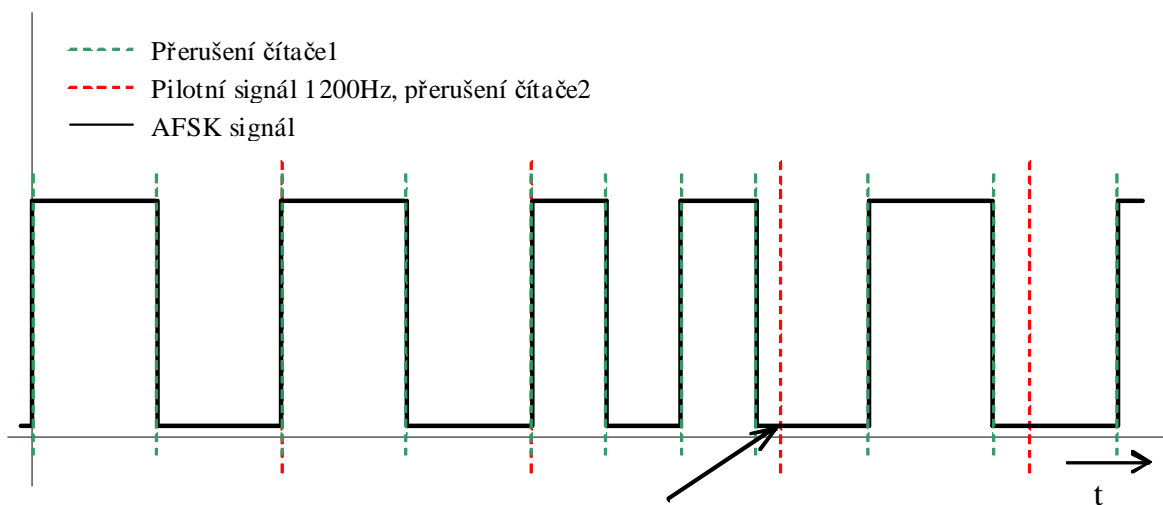 Přerušení čítače1
Pilotní signál 1200Hz, přerušení čítače2
AFSK signál
t